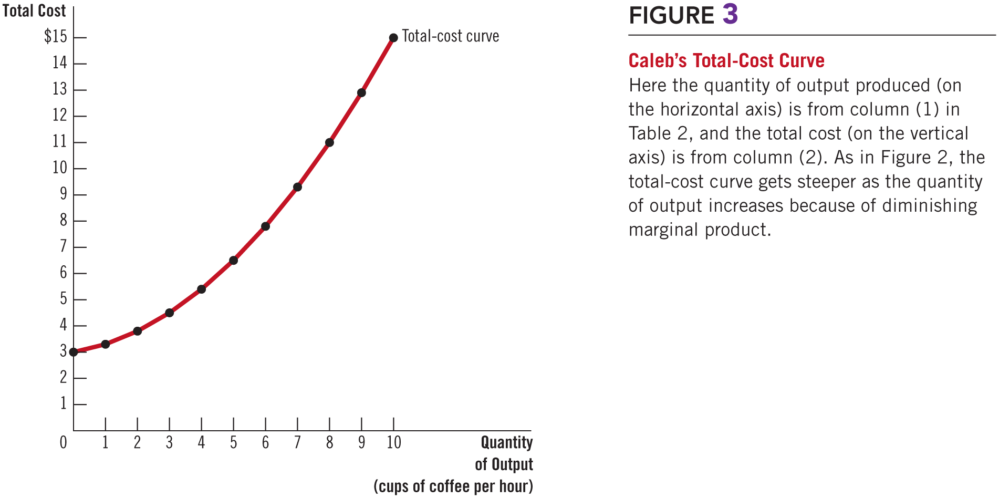 Total Cost
$15
14
13
12
11
10
9
8
7
6
5
4
3
2
1
Total-cost curve
0 1 2 3 4 5 6 7 8 9 10
Quantity
of Output
(cups of coffee per hour)
FIGURE 3
Caleb’s Total-Cost Curve
Here the quantity of output produced (on
the horizontal axis) is from column (1) in
Table 2, and the total cost (on the vertical
axis) is from column (2). As in Figure 2, the
total-cost curve gets steeper as the quantity
of output increases because of diminishing
marginal product.